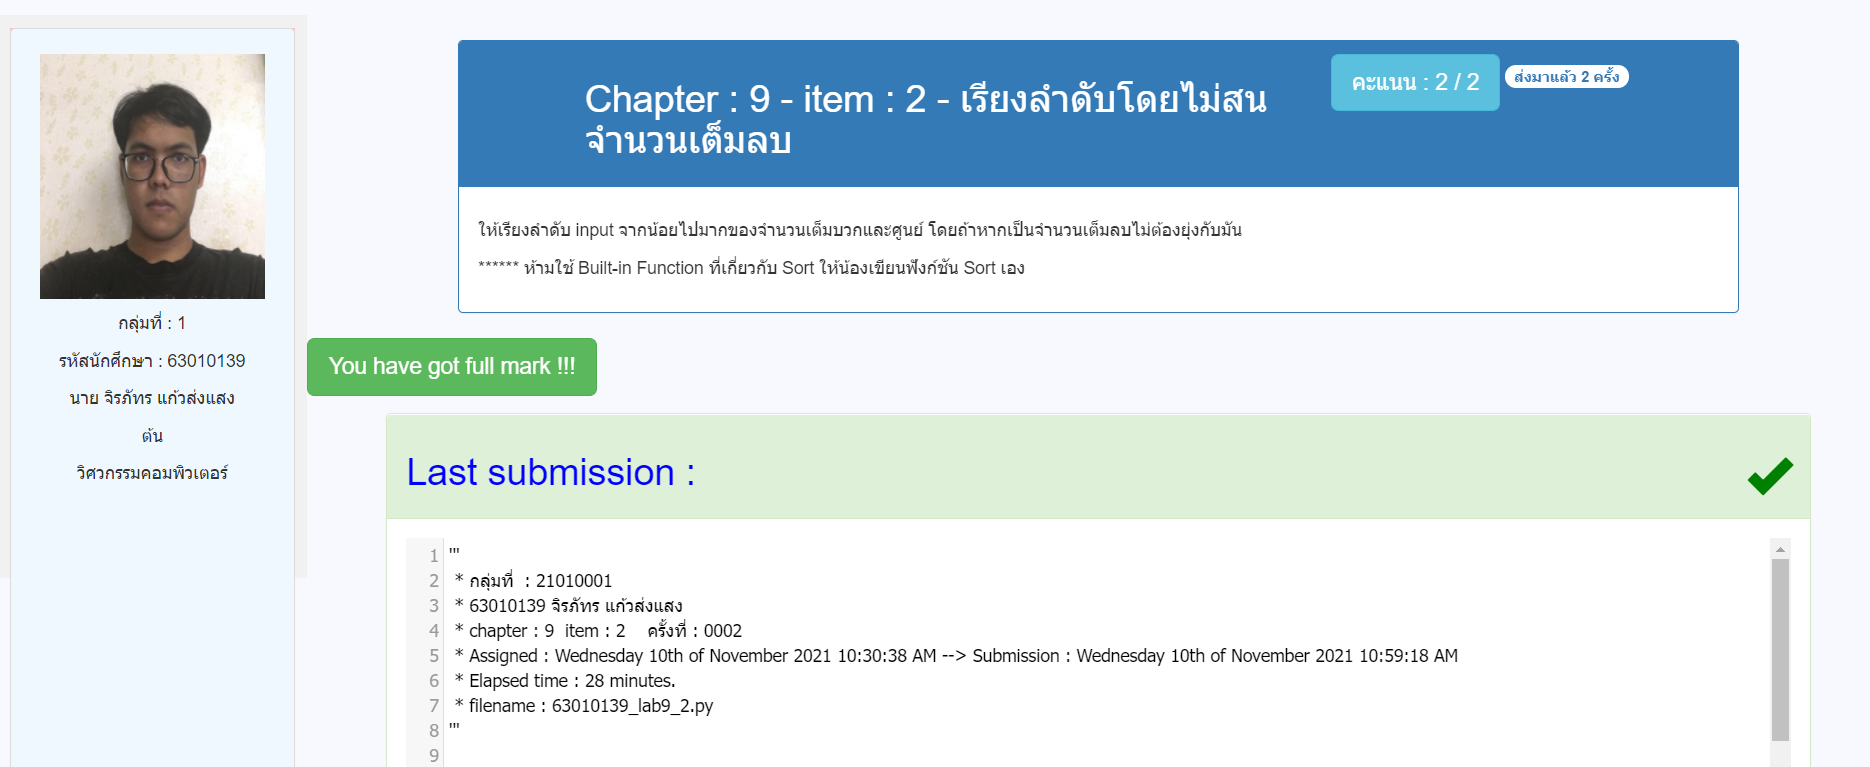 กลุ่มที่ : 1
รหัสนักศึกษา : 63010139
นาย จิรภัทร แก้วส่งแสง
ต้น
วิศวกรรมคอมพิวเตอร์
Chapter : 9 - item : 2 - เรียงลำดับโดยไม่สน
จำนวนเต็มลบ
คะแนน : 2 / 2
ส่งมาแล้ว 2 ครั้ง
ให้เรียงลำดับ input จากน้อยไปมากของจำนวนเต็มบวกและศูนย์ โดยถ้าหากเป็นจำนวนเต็มลบไม่ต้องยุ่งกับมัน
****** ห้ามใช้ Built-in Function ที่เกี่ยวกับ Sort ให้น้องเขียนฟังก์ชัน Sort เอง
You have got full mark !!!
Last submission :
1 '''
2 * กลุ่มที่ : 21010001
3 * 63010139 จิรภัทร แก้วส่งแสง
4 * chapter : 9 item : 2 ครั้งที่ : 0002
5 * Assigned : Wednesday 10th of November 2021 10:30:38 AM --> Submission : Wednesday 10th of November 2021 10:59:18 AM
6 * Elapsed time : 28 minutes.
7 * filename : 63010139_lab9_2.py
8 '''
9